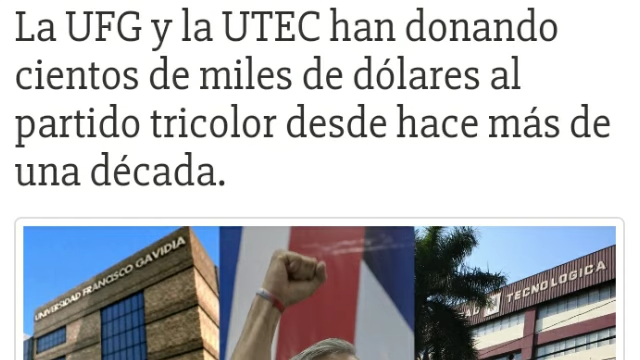 La UFG y la UTEC han donando
cientos de miles de dólares al
partido tricolor desde hace más de
una década.
UNIVERSIDAD FRANCISCO GAVIDIA
TECNOLOGICA